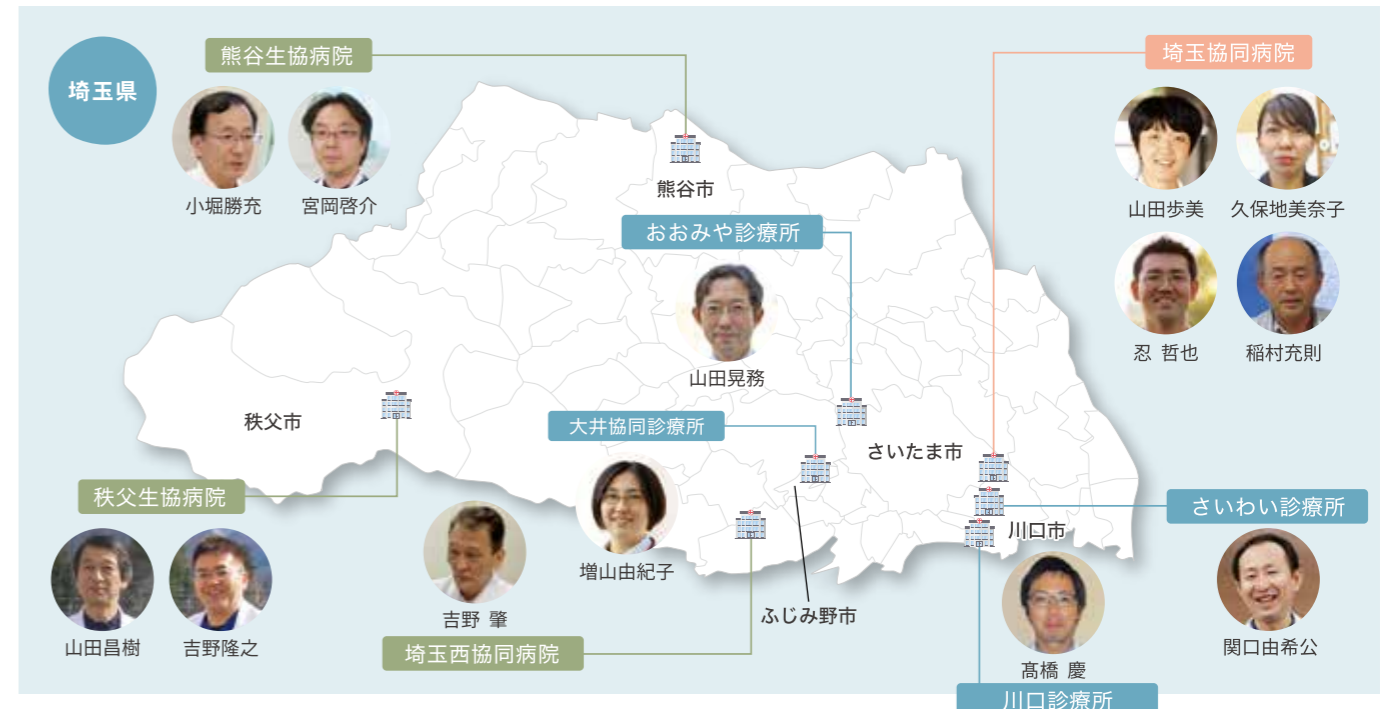 埼玉県
熊谷生協病院
小堀勝充
宮岡啓介
熊谷市
埼玉協同病院
山田歩美
久保地美奈子
忍 哲也
稲村充則
おおみや診療所
山田晃務
秩父市
大井協同診療所
増山由紀子
さいたま市
秩父生協病院
山田昌樹
吉野隆之
吉野 肇
埼玉西協同病院
ふじみ野市
川口市
さいわい診療所
関口由希公
髙橋 慶
川口診療所